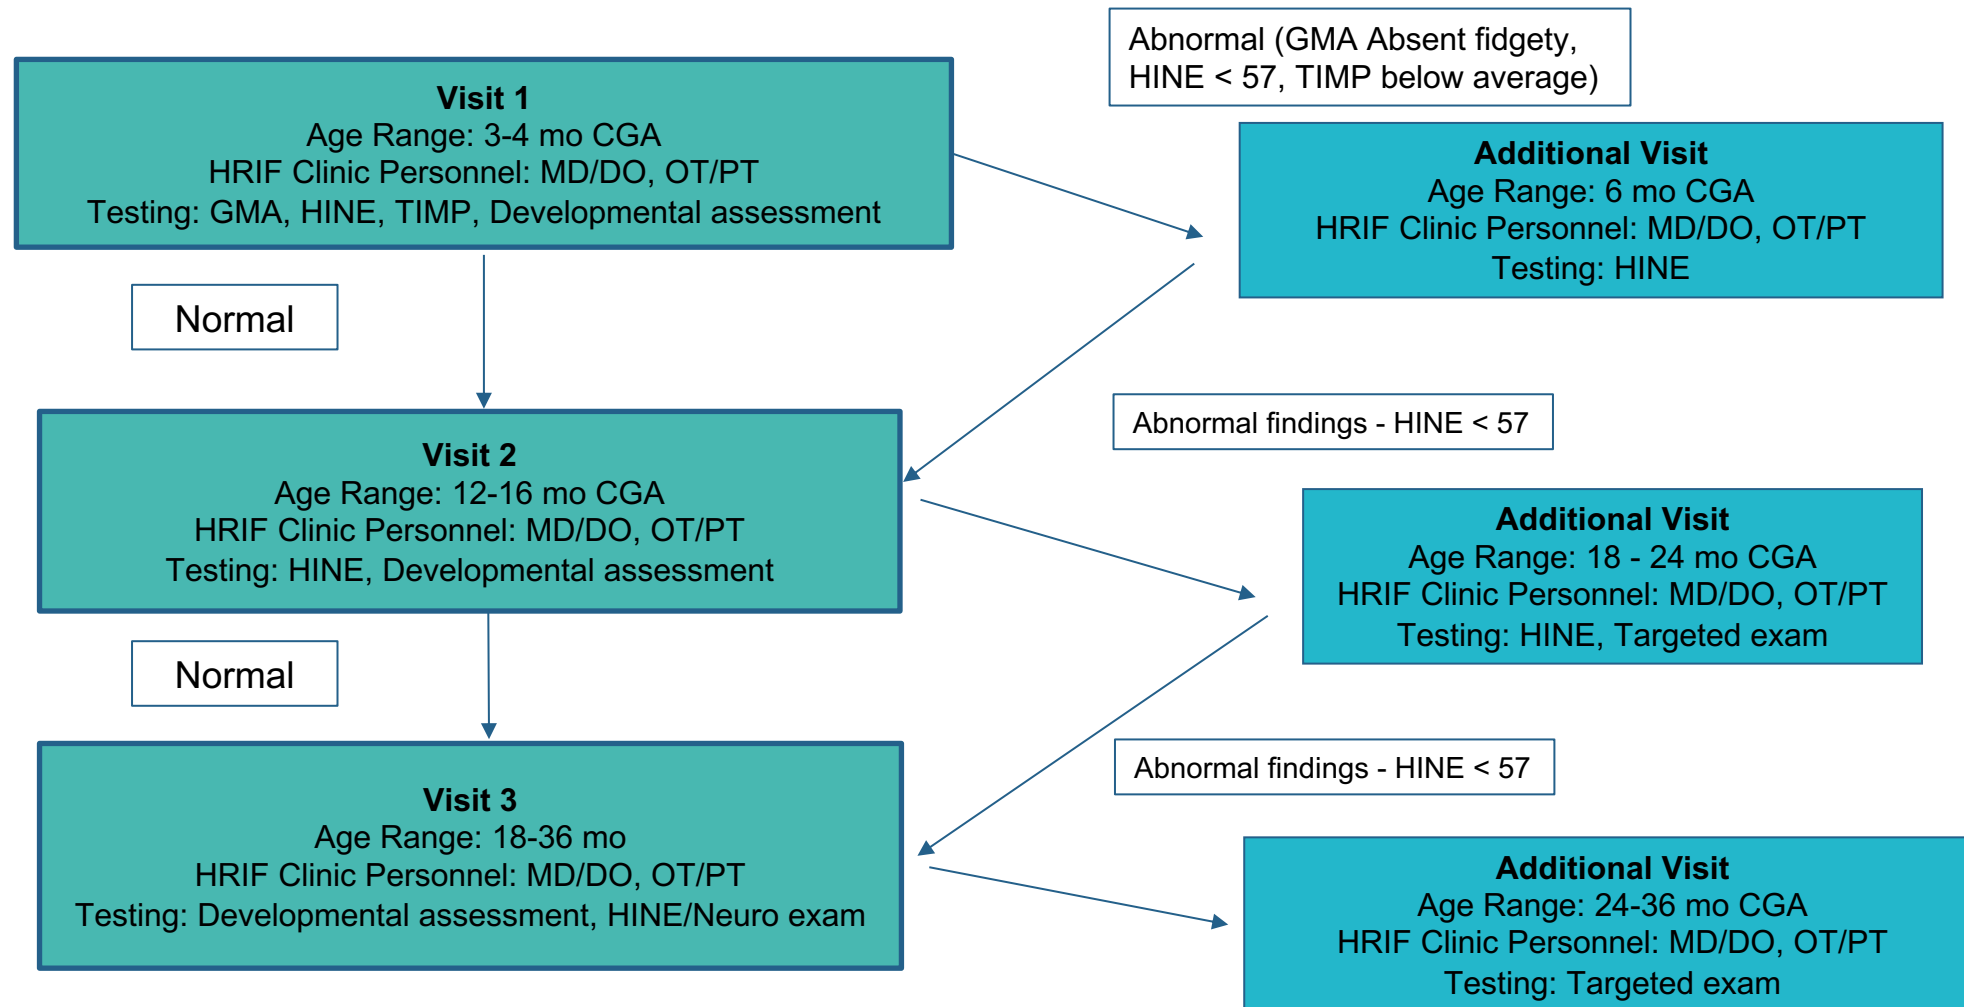 Abnormal (GMA Absent fidgety,
HINE < 57, TIMP below average)
Visit 1
Age Range: 3-4 mo CGA
HRIF Clinic Personnel: MD/DO, OT/PT
Testing: GMA, HINE, TIMP, Developmental assessment
Additional Visit
Age Range: 6 mo CGA
HRIF Clinic Personnel: MD/DO, OT/PT
Testing: HINE
Normal
Abnormal findings - HINE < 57
Visit 2
Age Range: 12-16 mo CGA
HRIF Clinic Personnel: MD/DO, OT/PT
Testing: HINE, Developmental assessment
Additional Visit
Age Range: 18 - 24 mo CGA
HRIF Clinic Personnel: MD/DO, OT/PT
Testing: HINE, Targeted exam
Normal
Abnormal findings - HINE < 57
Visit 3
Age Range: 18-36 mo
HRIF Clinic Personnel: MD/DO, OT/PT
Testing: Developmental assessment, HINE/Neuro exam
Additional Visit
Age Range: 24-36 mo CGA
HRIF Clinic Personnel: MD/DO, OT/PT
Testing: Targeted exam